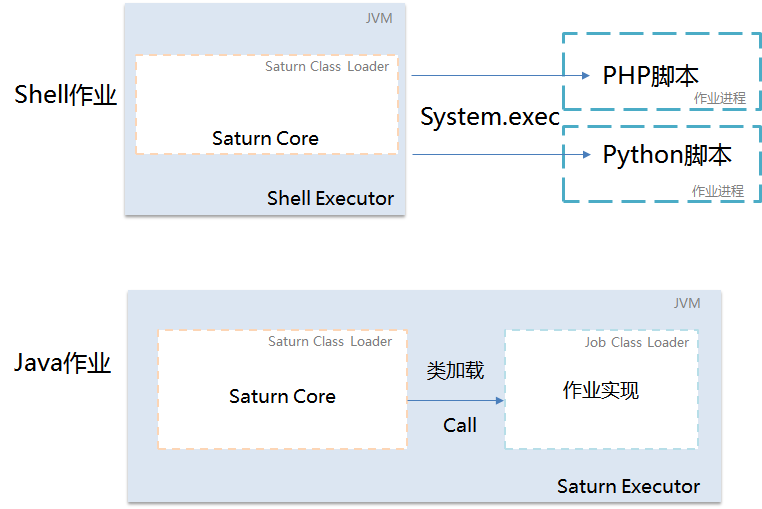 JVM
Saturn Class Loader
Shell作业
Saturn Core
Shell Executor
System.exec
PHP脚本
作业进程
Python脚本
作业进程
JVM
Java作业
Saturn Class Loader
Saturn Core
类加载
Call
Job Class Loader
作业实现
Saturn Executor